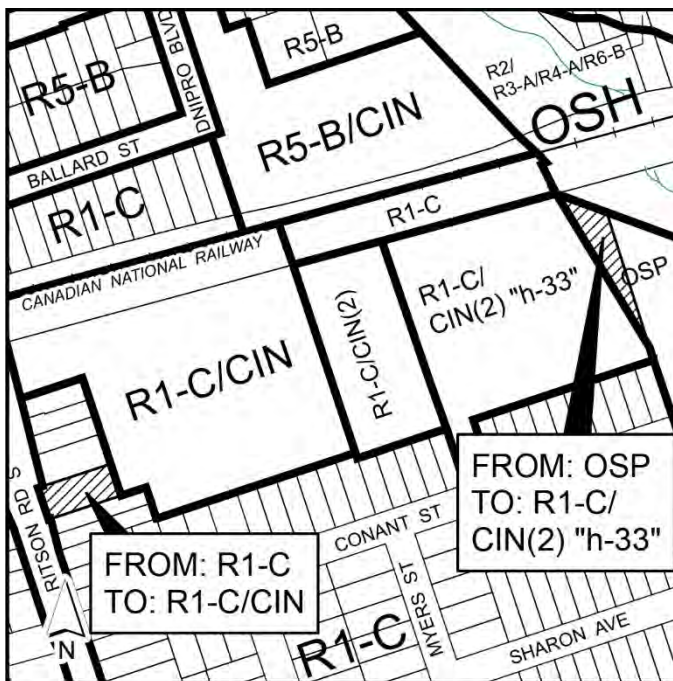 R5-B
R5-B
DNIPRO BLVD
R2/
R3-A/R4-A/R6-B
OSH
R5-B/CIN
BALLARD ST
R1-C
R1-C
CANADIAN NATIONAL RAILWAY
R1-C/
CIN(2) "h-33"
OSP
R1-C/CIN(2)
R1-C/CIN
RITSON RD S
FROM: OSP
TO: R1-C/
CIN(2) "h-33"
CONANT ST
FROM: R1-C
TO: R1-C/CIN
MYERS ST
N
R1-C
SHARON AVE